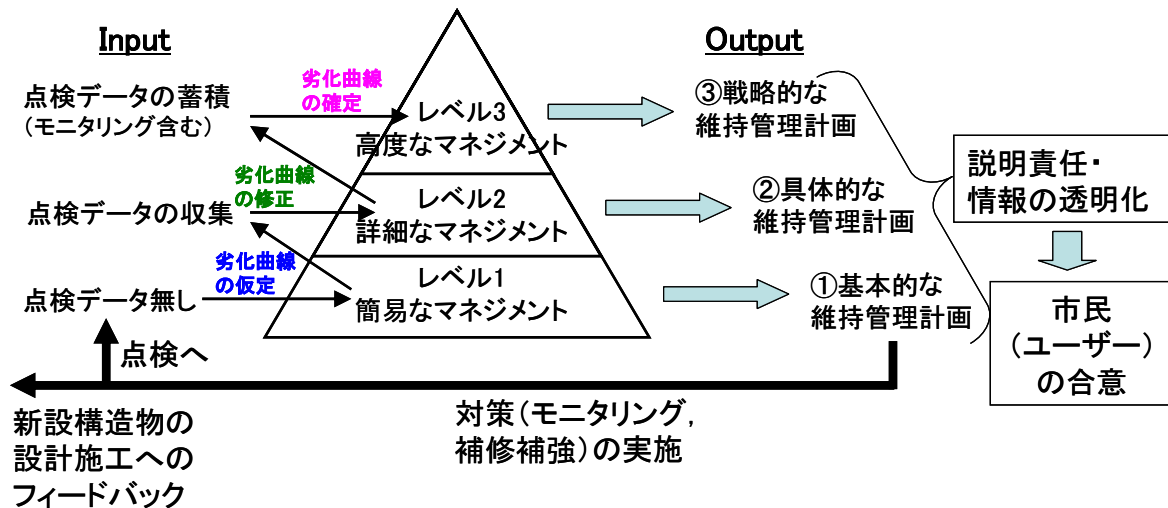 Input
Output
点検データの蓄積
（モニタリング含む）
劣化曲線
の確定
レベル3
高度なマネジメント
③戦略的な
維持管理計画
劣化曲線
の修正
点検データの収集
レベル2
詳細なマネジメント
②具体的な
維持管理計画
説明責任・
情報の透明化
劣化曲線
の仮定
点検データ無し
レベル1
簡易なマネジメント
①基本的な
維持管理計画
市民
（ユーザー）
の合意
点検へ
対策（モニタリング，
補修補強）の実施
新設構造物の
設計施工への
フィードバック